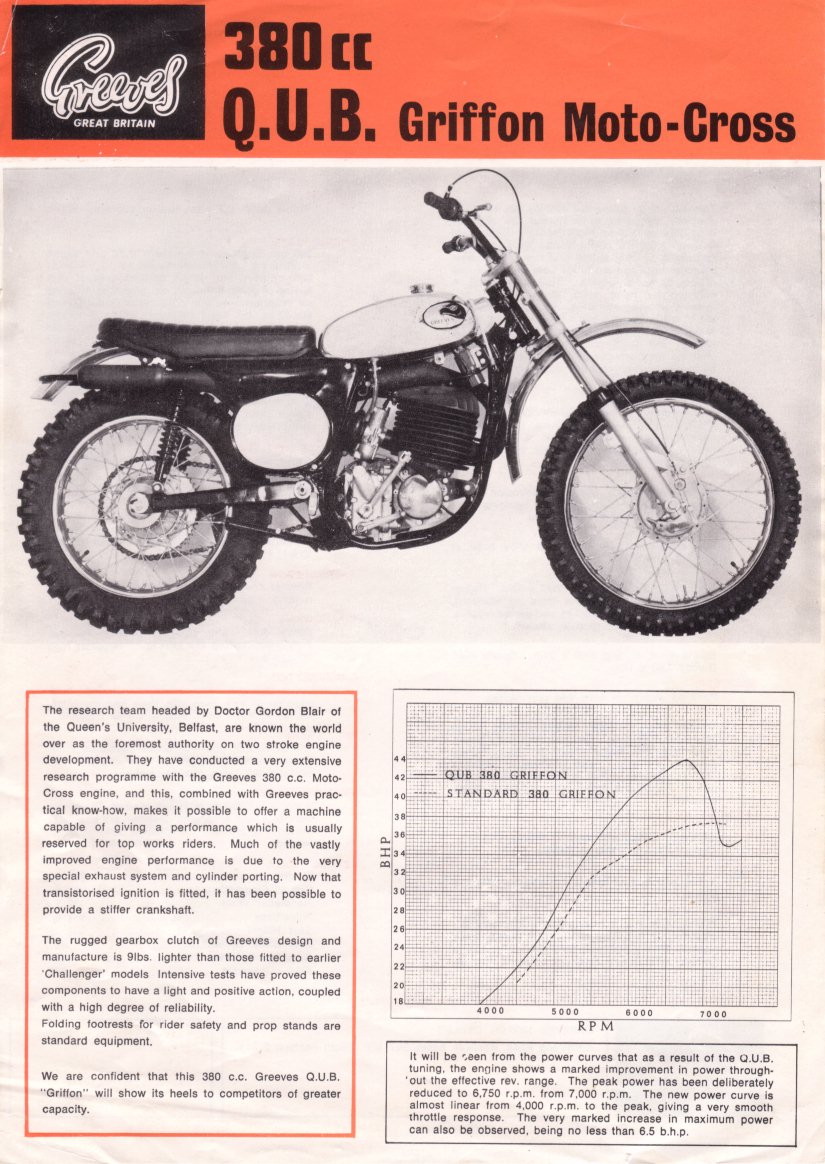 Greeves
GREAT BRITAIN
380 cc
Q.U.B. Griffon Moto-Cross
The research team headed by Doctor Gordon Blair of
the Queen's University, Belfast, are known the world
over as the foremost authority on two stroke engine
development. They have conducted a very extensive
research programme with the Greeves 380 c.c. Moto-
Cross engine, and this, combined with Greeves prac-
tical know-how, makes it possible to offer a machine
capable of giving a performance which is usually
reserved for top works riders. Much of the vastly
improved engine performance is due to the very
special exhaust system and cylinder porting. Now that
transistorised ignition is fitted, it has been possible to
provide a stiffer crankshaft.
The rugged gearbox clutch of Greeves design and
manufacture is 9lbs. lighter than those fitted to earlier
'Challenger' models Intensive tests have proved these
components to have a light and positive action, coupled
with a high degree of reliability.
Folding footrests for rider safety and prop stands are
standard equipment.
We are confident that this 380 c.c. Greeves Q.U.B.
"Griffon" will show its heels to competitors of greater
capacity.
44
42
40
38
36
34
32
30
28
26
24
22
20
18
BHP
QUB 380 GRIFFON
STANDARD 380 GRIFFON
4000 5000 6000 7000
RPM
It will be seen from the power curves that as a result of the Q.U.B.
tuning, the engine shows a marked improvement in power through-
out the effective rev. range. The peak power has been deliberately
reduced to 6,750 r.p.m. from 7,000 r.p.m. The new power curve is
almost linear from 4,000 r.p.m. to the peak, giving a very smooth
throttle response. The very marked increase in maximum power
can also be observed, being no less than 6.5 b.h.p.